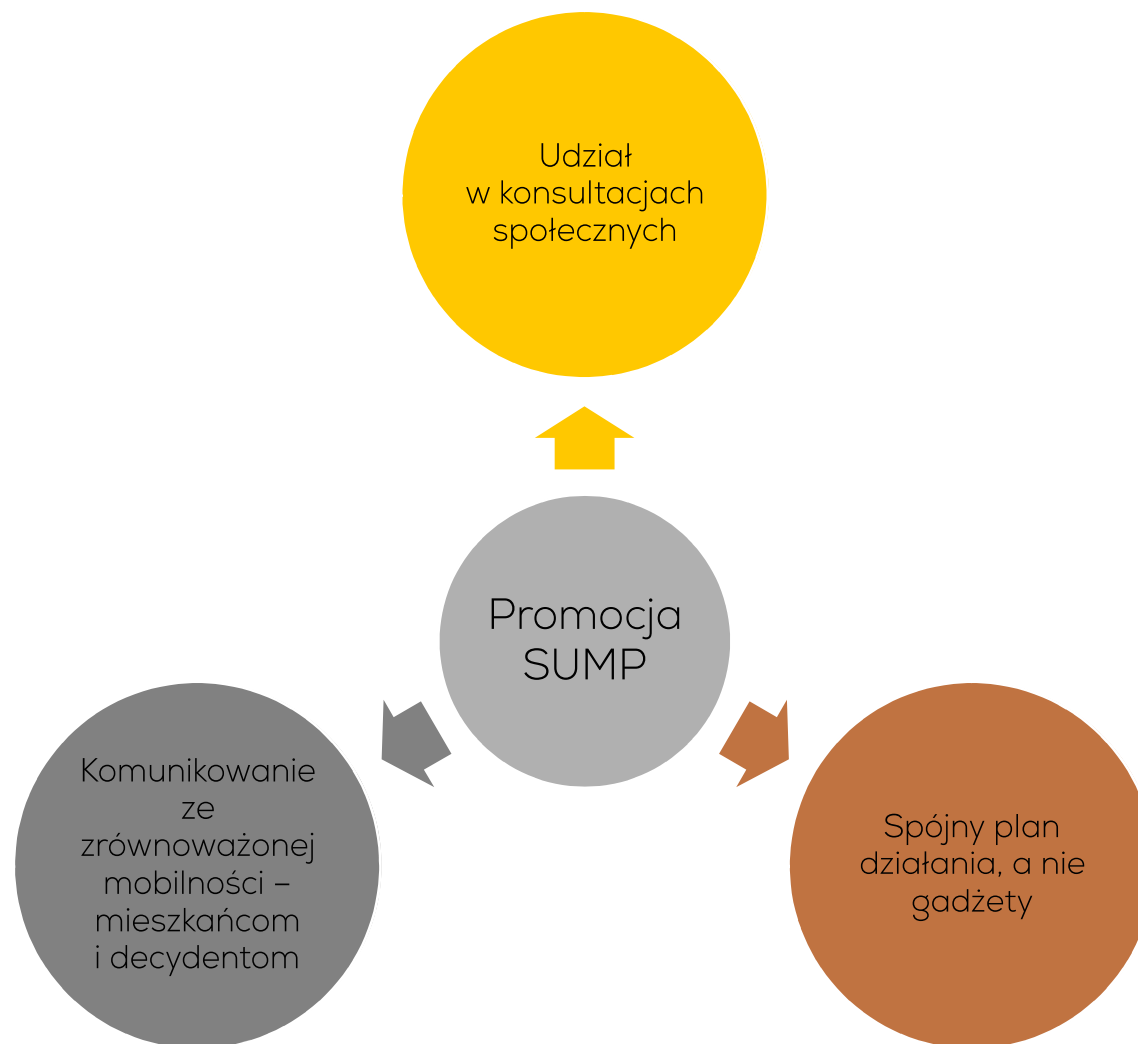 Udział
w konsultacjach
społecznych
Promocja
SUMP
Komunikowanie
ze
zrównoważonej
mobilności –
mieszkańcom
i decydentom
Spójny plan
działania, a nie
gadżety